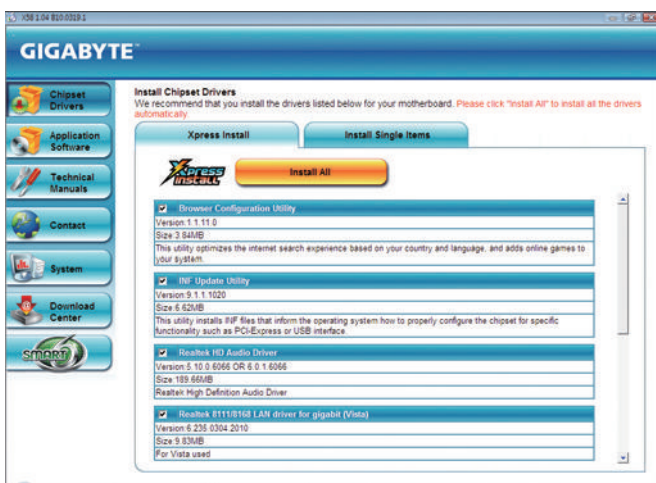 X58 1.04 B10.0319.1
GIGABYTE™
Chipset
Drivers
Application
Software
Technical
Manuals
Contact
System
Download
Center
SMART6
Install Chipset Drivers
We recommend that you install the drivers listed below for your motherboard. Please click "Install All" to install all the drivers
automatically.
Xpress Install
Install Single Items
Xpress
INSTALL
Install All
Browser Configuration Utility
Version:1.1.11.0
Size:3.84MB
This utility optimizes the internet search experience based on your country and language, and adds online games to
your system.
INF Update Utility
Version:9.1.1.1020
Size:6.62MB
This utility installs INF files that inform the operating system how to properly configure the chipset for specific
functionality such as PCI-Express or USB interface.
Realtek HD Audio Driver
Version:5.10.0.6066 OR 6.0.1.6066
Size:189.66MB
Realtek High Definition Audio Driver
Realtek 8111/8168 LAN driver for gigabit (Vista)
Version:6.235.0304.2010
Size:9.83MB
For Vista used